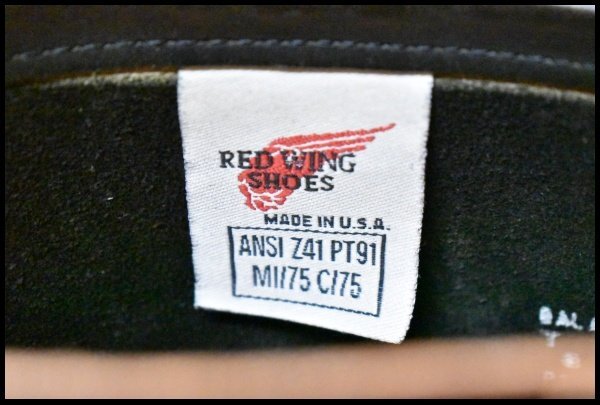 RED WING
SHOES
MADE IN U.S.A.
ANSI Z41 PT91
MI/75 C/75